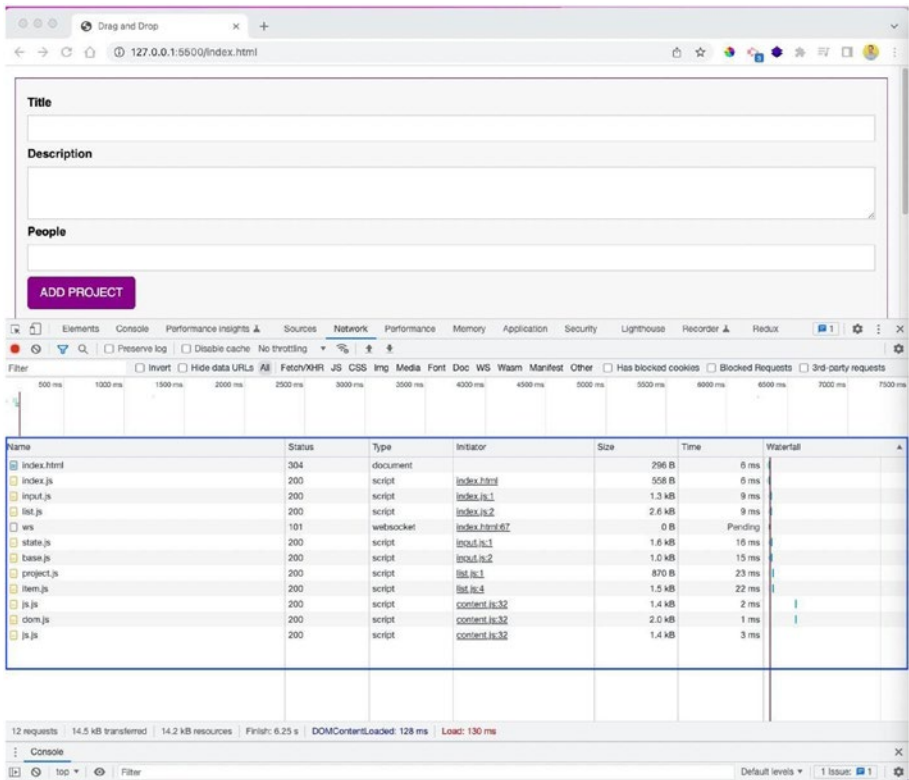 Drag and Drop
127.0.0.1:5500/index.html
Title
Description
People
ADD PROJECT
Elements Console Performance insights Sources Network Performance Memory Application Security Lighthouse Recorder Redux 1
Preserve log Disable cache No throttling
Filter Invert Hide data URLs All Fetch/XHR JS CSS Img Media Font Doc WS Wasm Manifest Other Has blocked cookies Blocked Requests 3rd-party requests
500 ms 1000 ms 1500 ms 2000 ms 2500 ms 3000 ms 3500 ms 4000 ms 4500 ms 5000 ms 5500 ms 6000 ms 6500 ms 7000 ms 7500 ms
Name Status Type Initiator Size Time Waterfall
index.html 304 document 296 B 6 ms
index.js 200 script index.html 558 B 6 ms
input.js 200 script index.js:1 1.3 kB 9 ms
list.js 200 script index.js:2 2.6 kB 9 ms
ws 101 websocket index.html:67 0 B Pending
state.js 200 script input.js:1 1.6 kB 16 ms
base.js 200 script input.js:2 1.0 kB 15 ms
project.js 200 script list.js:1 870 B 23 ms
item.js 200 script list.js:4 1.5 kB 22 ms
js.js 200 script content.js:32 1.4 kB 2 ms
dom.js 200 script content.js:32 2.0 kB 1 ms
js.js 200 script content.js:32 1.4 kB 3 ms
12 requests 14.5 kB transferred 14.2 kB resources Finish: 6.25 s DOMContentLoaded: 128 ms Load: 130 ms
Console
top Filter Default levels 1 Issue: 1